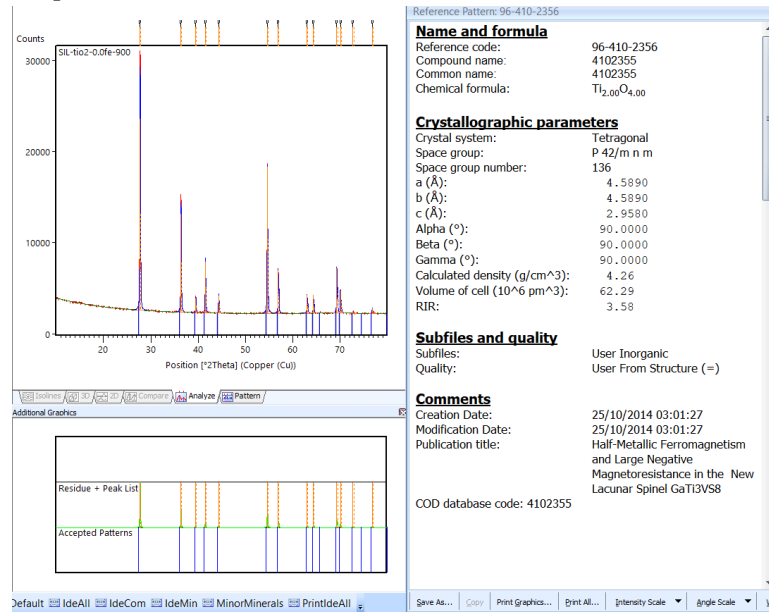 Reference Pattern: 96-410-2356
Counts
SIL-tio2-0.0fe-900
30000
20000
10000
0
20 30 40 50 60 70
Position [°2Theta] (Copper (Cu))
Isolines 3D 2D Compare Analyze Pattern
Additional Graphics
Residue + Peak List
Accepted Patterns
Default IdeAll IdeCom IdeMin MinorMinerals PrintIdeAll
Name and formula
Reference code: 96-410-2356
Compound name: 4102355
Common name: 4102355
Chemical formula: Ti2.00O4.00
Crystallographic parameters
Crystal system: Tetragonal
Space group: P 42/m n m
Space group number: 136
a (Å): 4.5890
b (Å): 4.5890
c (Å): 2.9580
Alpha (°): 90.0000
Beta (°): 90.0000
Gamma (°): 90.0000
Calculated density (g/cm^3): 4.26
Volume of cell (10^6 pm^3): 62.29
RIR: 3.58
Subfiles and quality
Subfiles: User Inorganic
Quality: User From Structure (=)
Comments
Creation Date: 25/10/2014 03:01:27
Modification Date: 25/10/2014 03:01:27
Publication title: Half-Metallic Ferromagnetism
and Large Negative
Magnetoresistance in the New
Lacunar Spinel GaTi3VS8
COD database code: 4102355
Save As... Copy Print Graphics... Print All... Intensity Scale Angle Scale